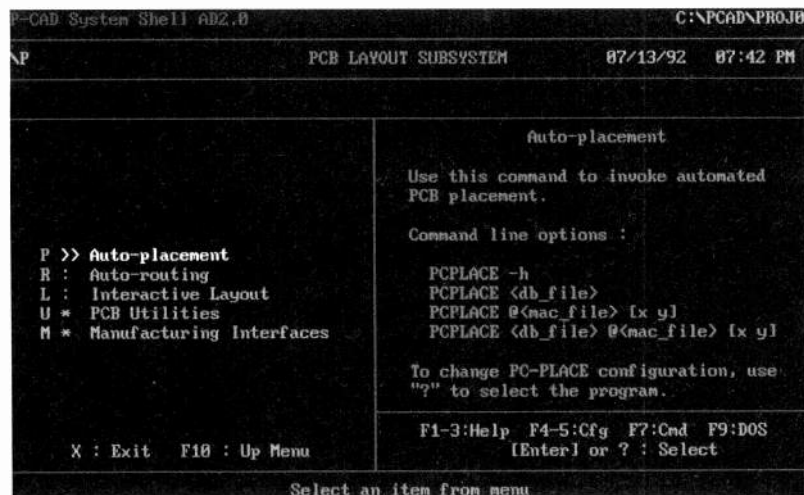 P-CAD System Shell AD2.0 C:\PCAD\PROJ0
\P PCB LAYOUT SUBSYSTEM 07/13/92 07:42 PM
P >> Auto-placement
R : Auto-routing
L : Interactive Layout
U * PCB Utilities
M * Manufacturing Interfaces
X : Exit F10 : Up Menu
Auto-placement
Use this command to invoke automated
PCB placement.
Command line options :
PCPLACE -h
PCPLACE <db_file>
PCPLACE @<mac_file> [x y]
PCPLACE <db_file> @<mac_file> [x y]
To change PC-PLACE configuration, use
"?" to select the program.
F1-3:Help F4-5:Cfg F7:Cmd F9:DOS
[Enter] or ? : Select
Select an item from menu